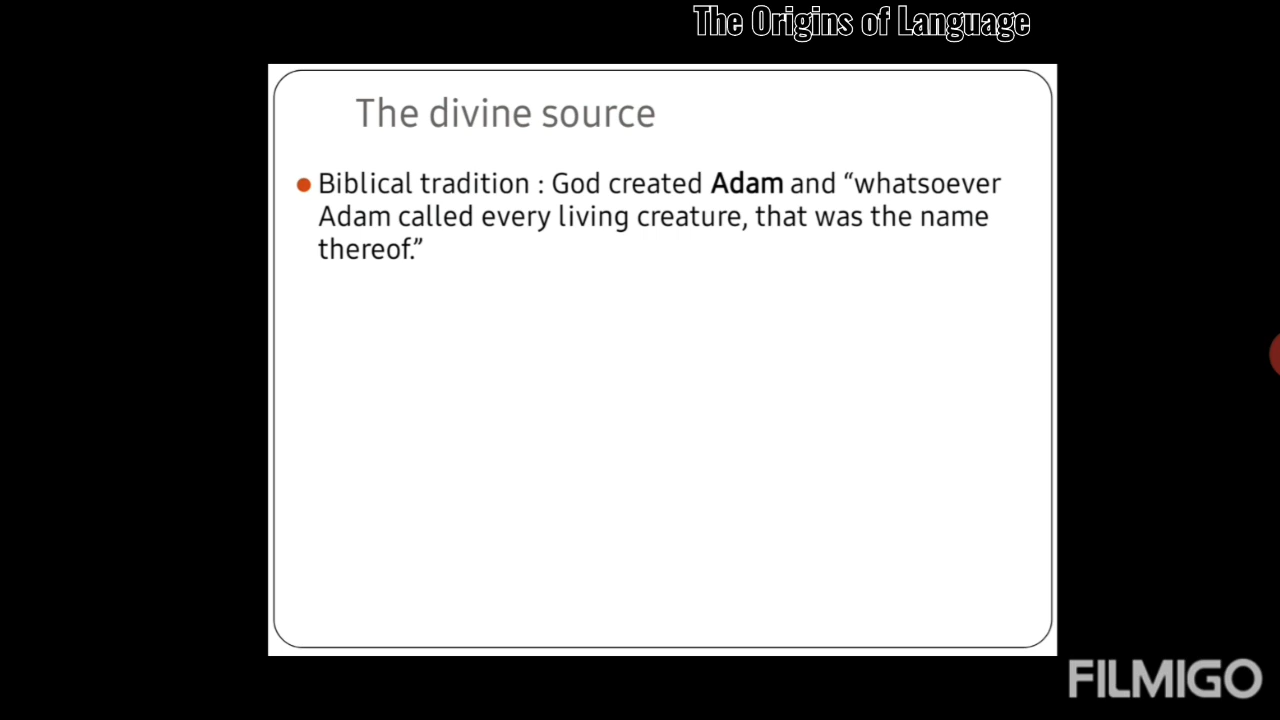 The Origins of Language
The divine source
Biblical tradition : God created Adam and “whatsoever
Adam called every living creature, that was the name
thereof.”
FILMIGO